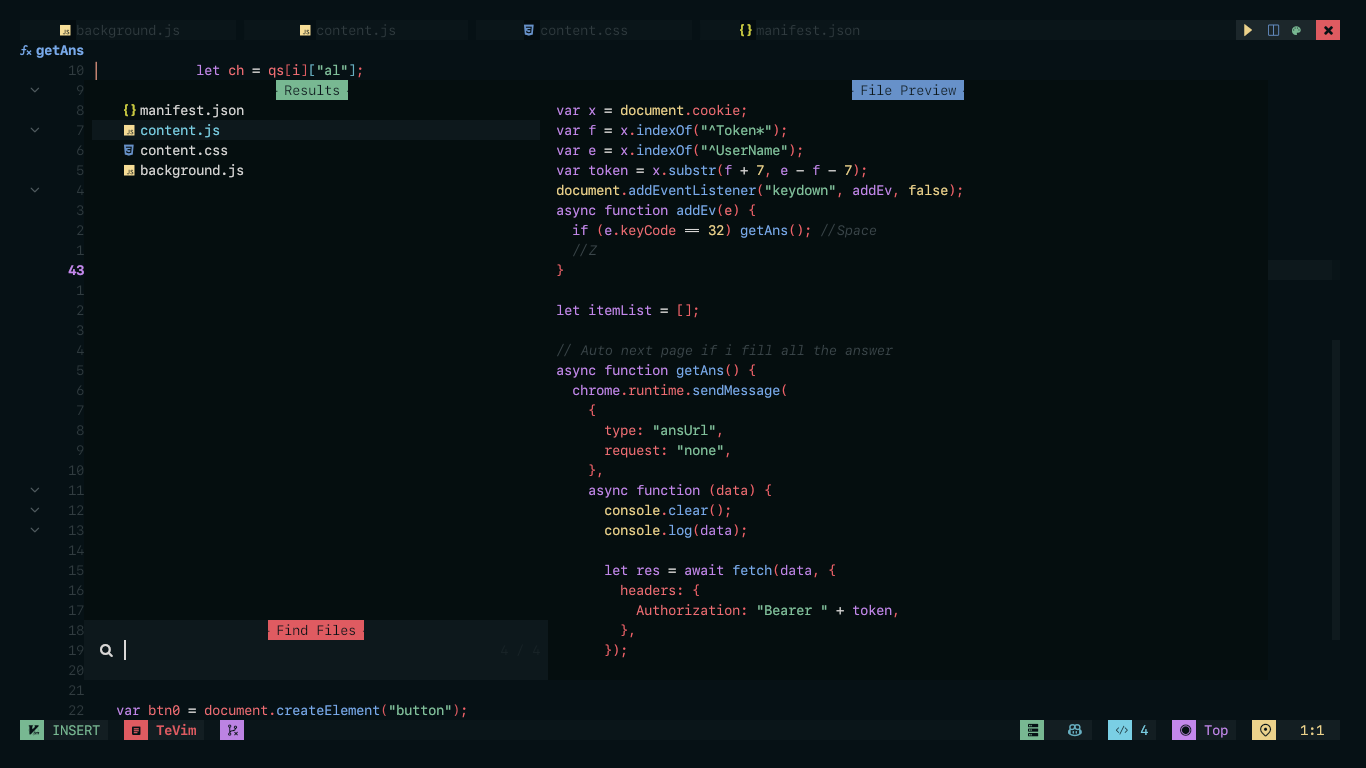 background.js content.js content.css manifest.json
getAns
10 let ch = qs[i]["al"];
9 Results File Preview
8 manifest.json var x = document.cookie;
7 content.js var f = x.indexOf("^Token*");
6 content.css var e = x.indexOf("^UserName");
5 background.js var token = x.substr(f + 7, e - f - 7);
4 document.addEventListener("keydown", addEv, false);
3 async function addEv(e) {
2 if (e.keyCode == 32) getAns(); //Space
1 //Z
43 }
1
2 let itemList = [];
3
4 // Auto next page if i fill all the answer
5 async function getAns() {
6 chrome.runtime.sendMessage(
7 {
8 type: "ansUrl",
9 request: "none",
10 },
11 async function (data) {
12 console.clear();
13 console.log(data);
14
15 let res = await fetch(data, {
16 headers: {
17 Authorization: "Bearer " + token,
18 Find Files },
19 4 / 4 });
20
21
22 var btn0 = document.createElement("button");
INSERT TeVim 4 Top 1:1